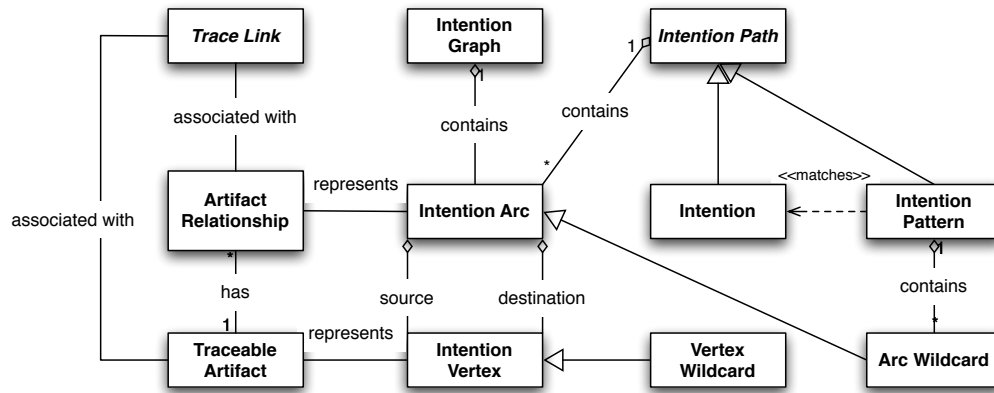 Trace Link
Intention
Graph
Intention Path
1
1
associated with
contains
contains
*
<<matches>>
Artifact
Relationship
represents
Intention Arc
Intention
Intention
Pattern
associated with
*
1
has
source
destination
contains
1
represents
*
Traceable
Artifact
Intention
Vertex
Vertex
Wildcard
Arc Wildcard